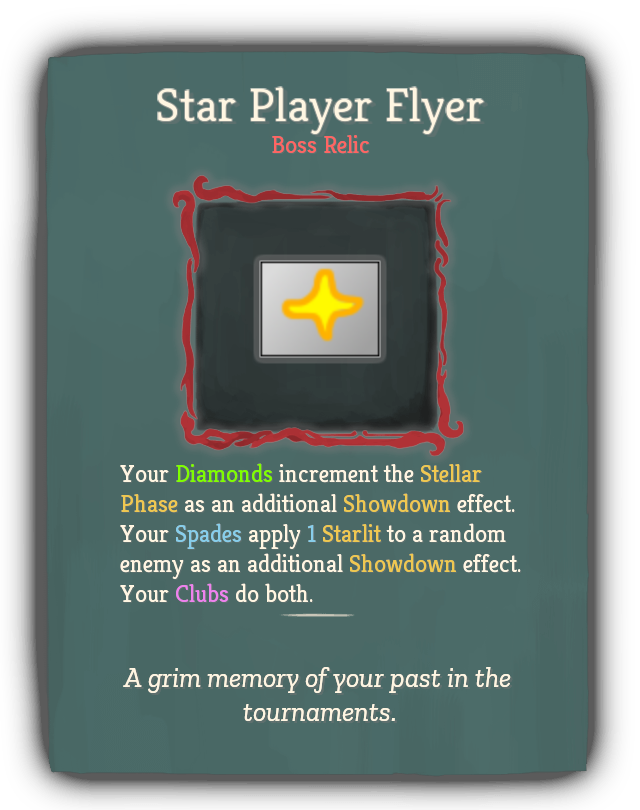 Star Player Flyer
Boss Relic
Your Diamonds increment the Stellar
Phase as an additional Showdown effect.
Your Spades apply 1 Starlit to a random
enemy as an additional Showdown effect.
Your Clubs do both.
A grim memory of your past in the
tournaments.